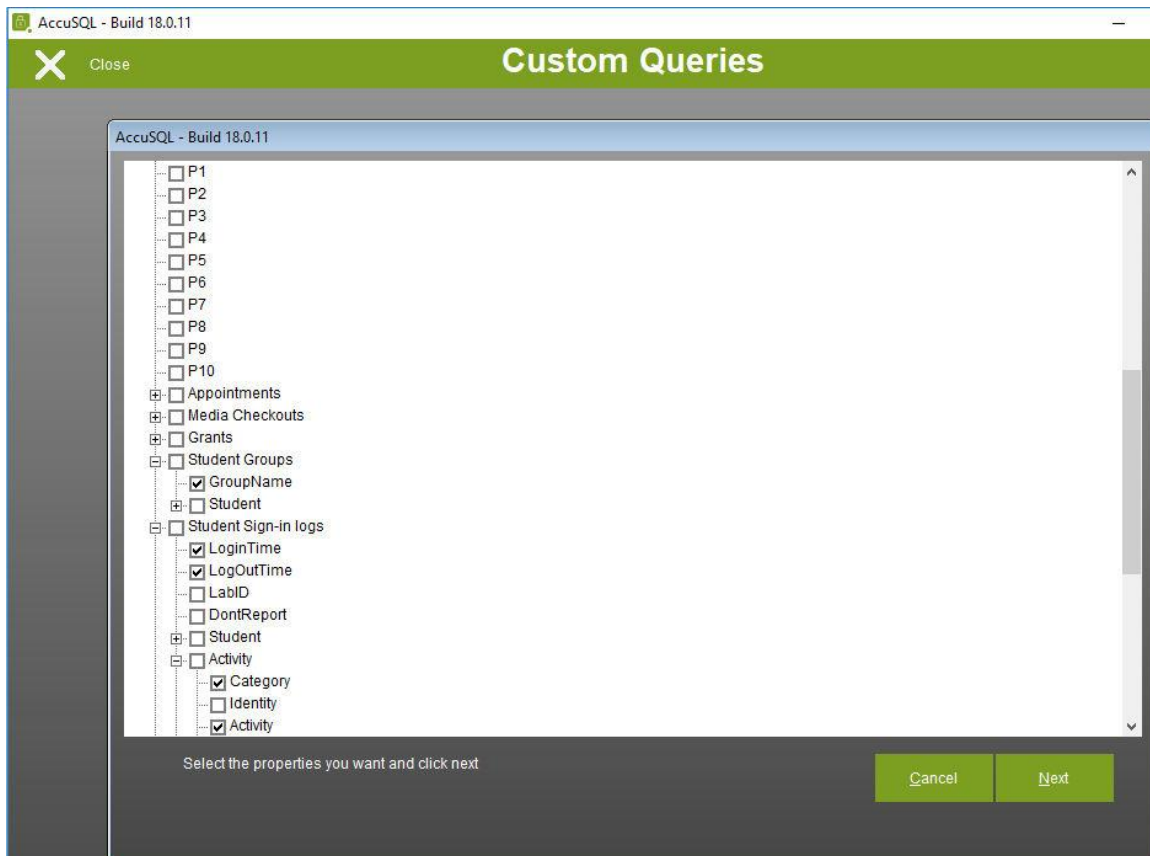 AccuSQL - Build 18.0.11
Close
Custom Queries
AccuSQL - Build 18.0.11
P1
P2
P3
P4
P5
P6
P7
P8
P9
P10
Appointments
Media Checkouts
Grants
Student Groups
GroupName
Student
Student Sign-in logs
LoginTime
LogOutTime
LabID
DontReport
Student
Activity
Category
Identity
Activity
Select the properties you want and click next
Cancel
Next